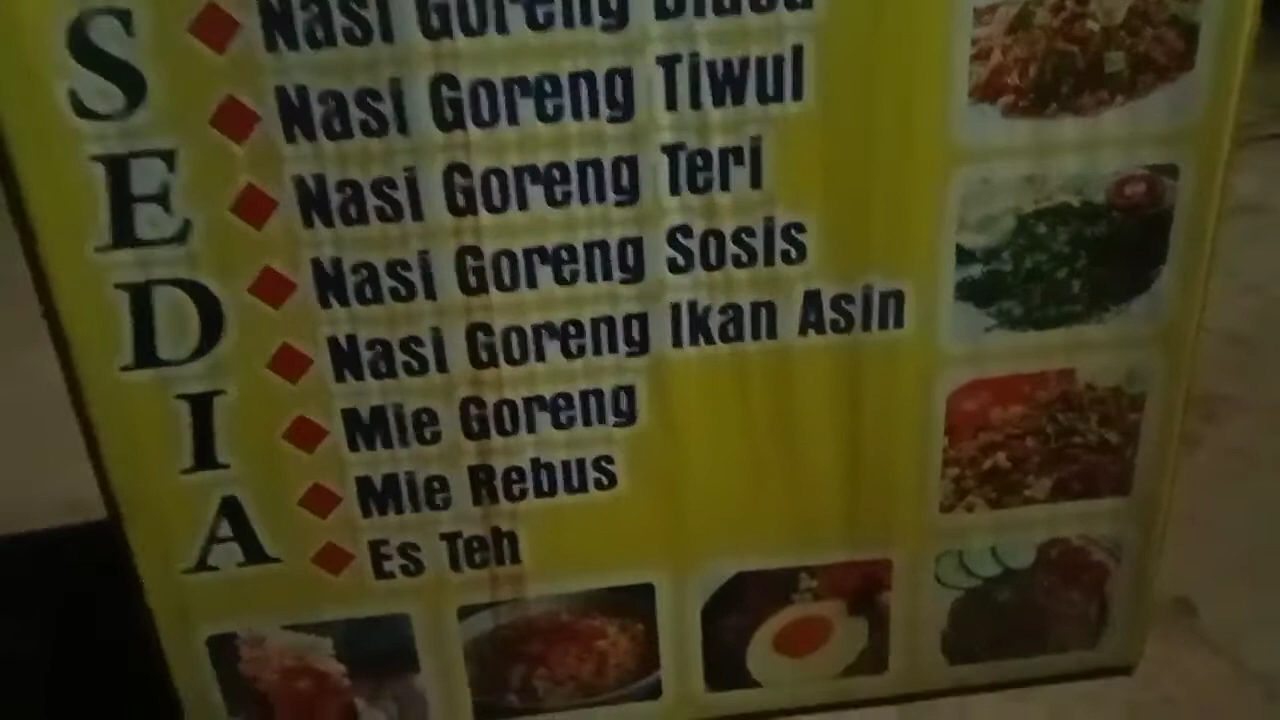 SEDIA
Nasi Goreng Biasa
Nasi Goreng Tiwul
Nasi Goreng Teri
Nasi Goreng Sosis
Nasi Goreng Ikan Asin
Mie Goreng
Mie Rebus
Es Teh